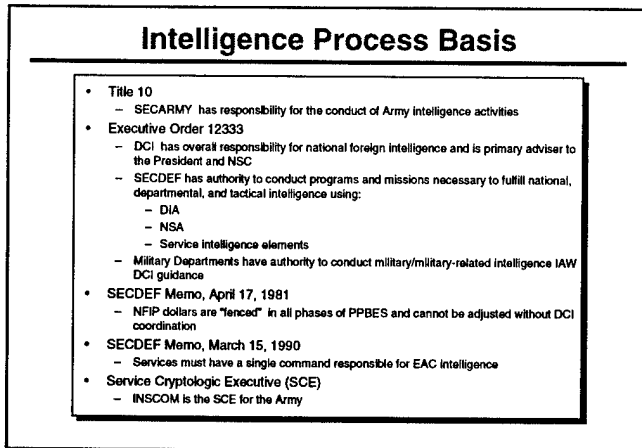 Intelligence Process Basis
• Title 10
– SECARMY has responsibility for the conduct of Army intelligence activities
• Executive Order 12333
– DCI has overall responsibility for national foreign intelligence and is primary adviser to
the President and NSC
– SECDEF has authority to conduct programs and missions necessary to fulfill national,
departmental, and tactical intelligence using:
– DIA
– NSA
– Service intelligence elements
– Military Departments have authority to conduct military/military-related intelligence IAW
DCI guidance
• SECDEF Memo, April 17, 1981
– NFIP dollars are "fenced" in all phases of PPBES and cannot be adjusted without DCI
coordination
• SECDEF Memo, March 15, 1990
– Services must have a single command responsible for EAC intelligence
• Service Cryptologic Executive (SCE)
– INSCOM is the SCE for the Army